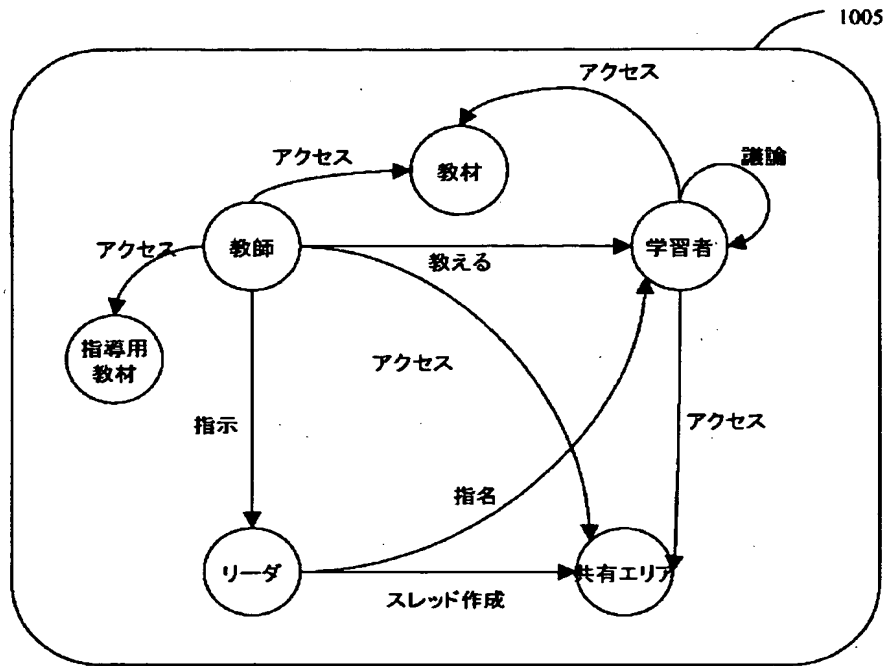 1005
アクセス
議論
アクセス
教材
アクセス
教師
教える
学習者
指導用
教材
アクセス
アクセス
指示
指名
リーダ
スレッド作成
共有エリア